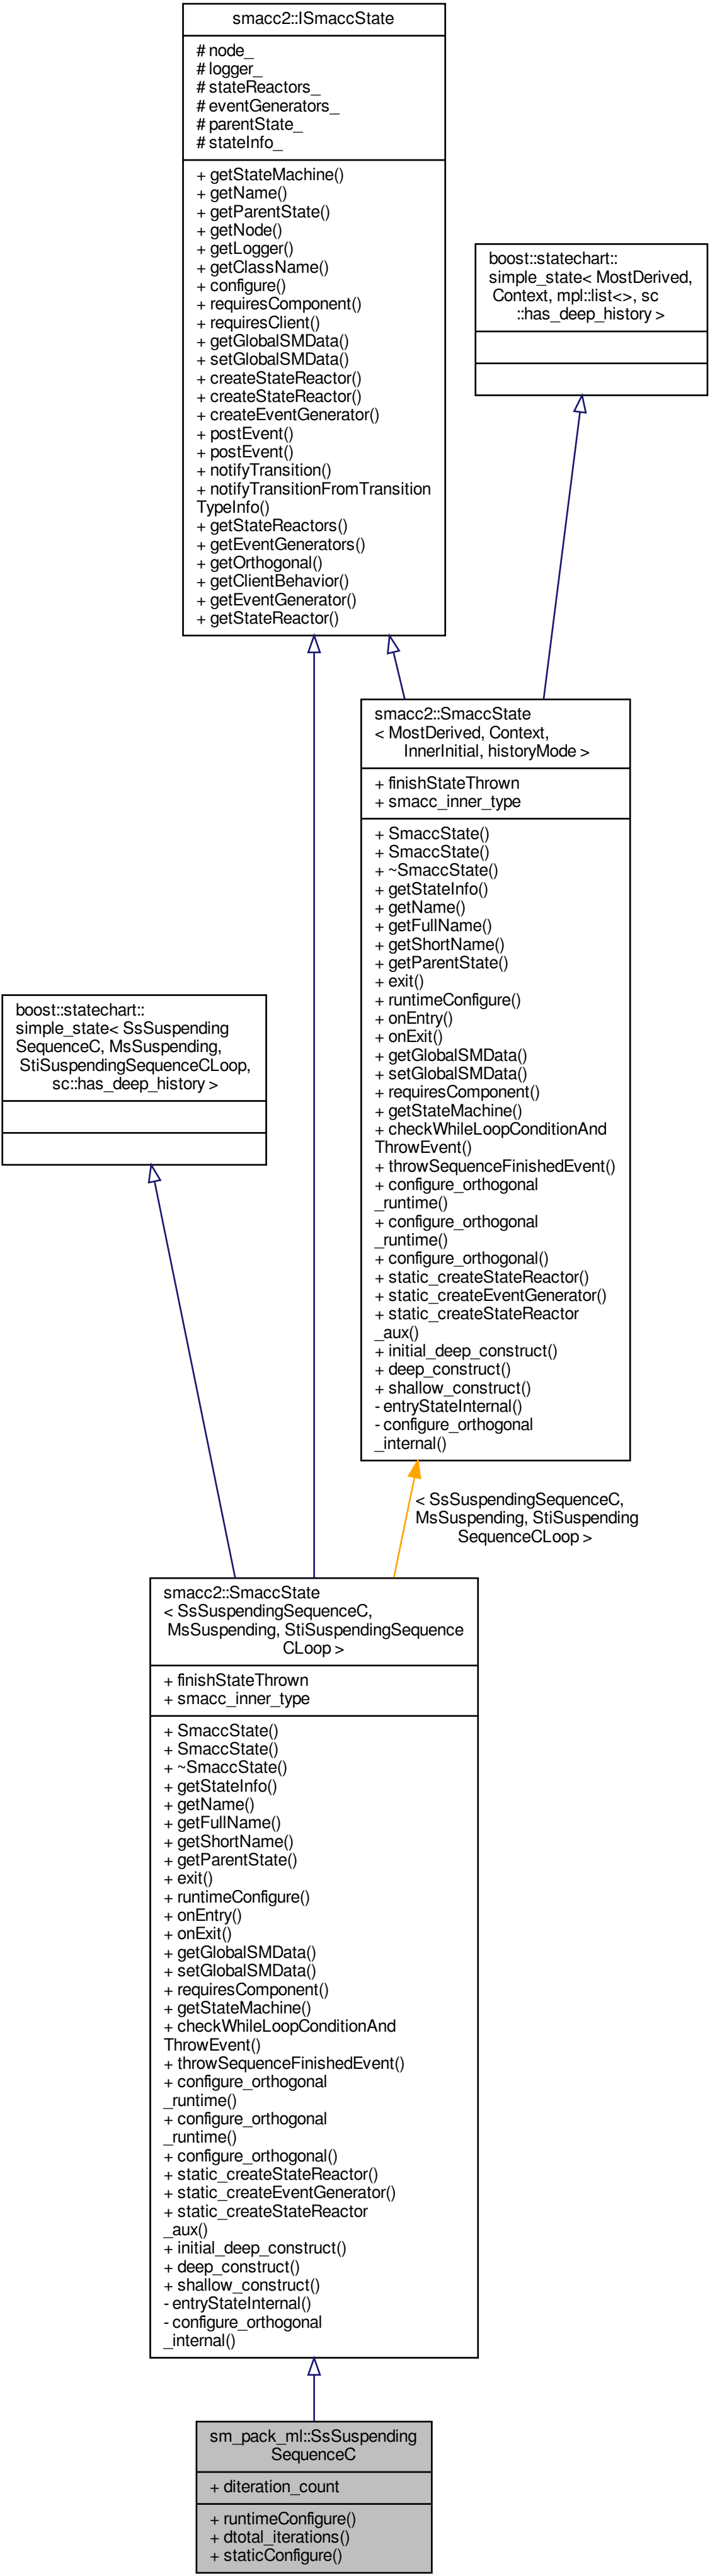 smacc2::ISmaccState
# node_
# logger_
# stateReactors_
# eventGenerators_
# parentState_
# stateInfo_
+ getStateMachine()
+ getName()
+ getParentState()
+ getNode()
+ getLogger()
+ getClassName()
+ configure()
+ requiresComponent()
+ requiresClient()
+ getGlobalSMData()
+ setGlobalSMData()
+ createStateReactor()
+ createStateReactor()
+ createEventGenerator()
+ postEvent()
+ postEvent()
+ notifyTransition()
+ notifyTransitionFromTransition
TypeInfo()
+ getStateReactors()
+ getEventGenerators()
+ getOrthogonal()
+ getClientBehavior()
+ getEventGenerator()
+ getStateReactor()
boost::statechart::
simple_state< MostDerived,
Context, mpl::list<>, sc
::has_deep_history >
smacc2::SmaccState
< MostDerived, Context,
InnerInitial, historyMode >
+ finishStateThrown
+ smacc_inner_type
+ SmaccState()
+ SmaccState()
+ ~SmaccState()
+ getStateInfo()
+ getName()
+ getFullName()
+ getShortName()
+ getParentState()
+ exit()
+ runtimeConfigure()
+ onEntry()
+ onExit()
+ getGlobalSMData()
+ setGlobalSMData()
+ requiresComponent()
+ getStateMachine()
+ checkWhileLoopConditionAnd
ThrowEvent()
+ throwSequenceFinishedEvent()
+ configure_orthogonal
_runtime()
+ configure_orthogonal
_runtime()
+ configure_orthogonal()
+ static_createStateReactor()
+ static_createEventGenerator()
+ static_createStateReactor
_aux()
+ initial_deep_construct()
+ deep_construct()
+ shallow_construct()
- entryStateInternal()
- configure_orthogonal
_internal()
boost::statechart::
simple_state< SsSuspending
SequenceC, MsSuspending,
StiSuspendingSequenceCLoop,
sc::has_deep_history >
< SsSuspendingSequenceC,
MsSuspending, StiSuspending
SequenceCLoop >
smacc2::SmaccState
< SsSuspendingSequenceC,
MsSuspending, StiSuspendingSequence
CLoop >
+ finishStateThrown
+ smacc_inner_type
+ SmaccState()
+ SmaccState()
+ ~SmaccState()
+ getStateInfo()
+ getName()
+ getFullName()
+ getShortName()
+ getParentState()
+ exit()
+ runtimeConfigure()
+ onEntry()
+ onExit()
+ getGlobalSMData()
+ setGlobalSMData()
+ requiresComponent()
+ getStateMachine()
+ checkWhileLoopConditionAnd
ThrowEvent()
+ throwSequenceFinishedEvent()
+ configure_orthogonal
_runtime()
+ configure_orthogonal
_runtime()
+ configure_orthogonal()
+ static_createStateReactor()
+ static_createEventGenerator()
+ static_createStateReactor
_aux()
+ initial_deep_construct()
+ deep_construct()
+ shallow_construct()
- entryStateInternal()
- configure_orthogonal
_internal()
sm_pack_ml::SsSuspending
SequenceC
+ diteration_count
+ runtimeConfigure()
+ dtotal_iterations()
+ staticConfigure()